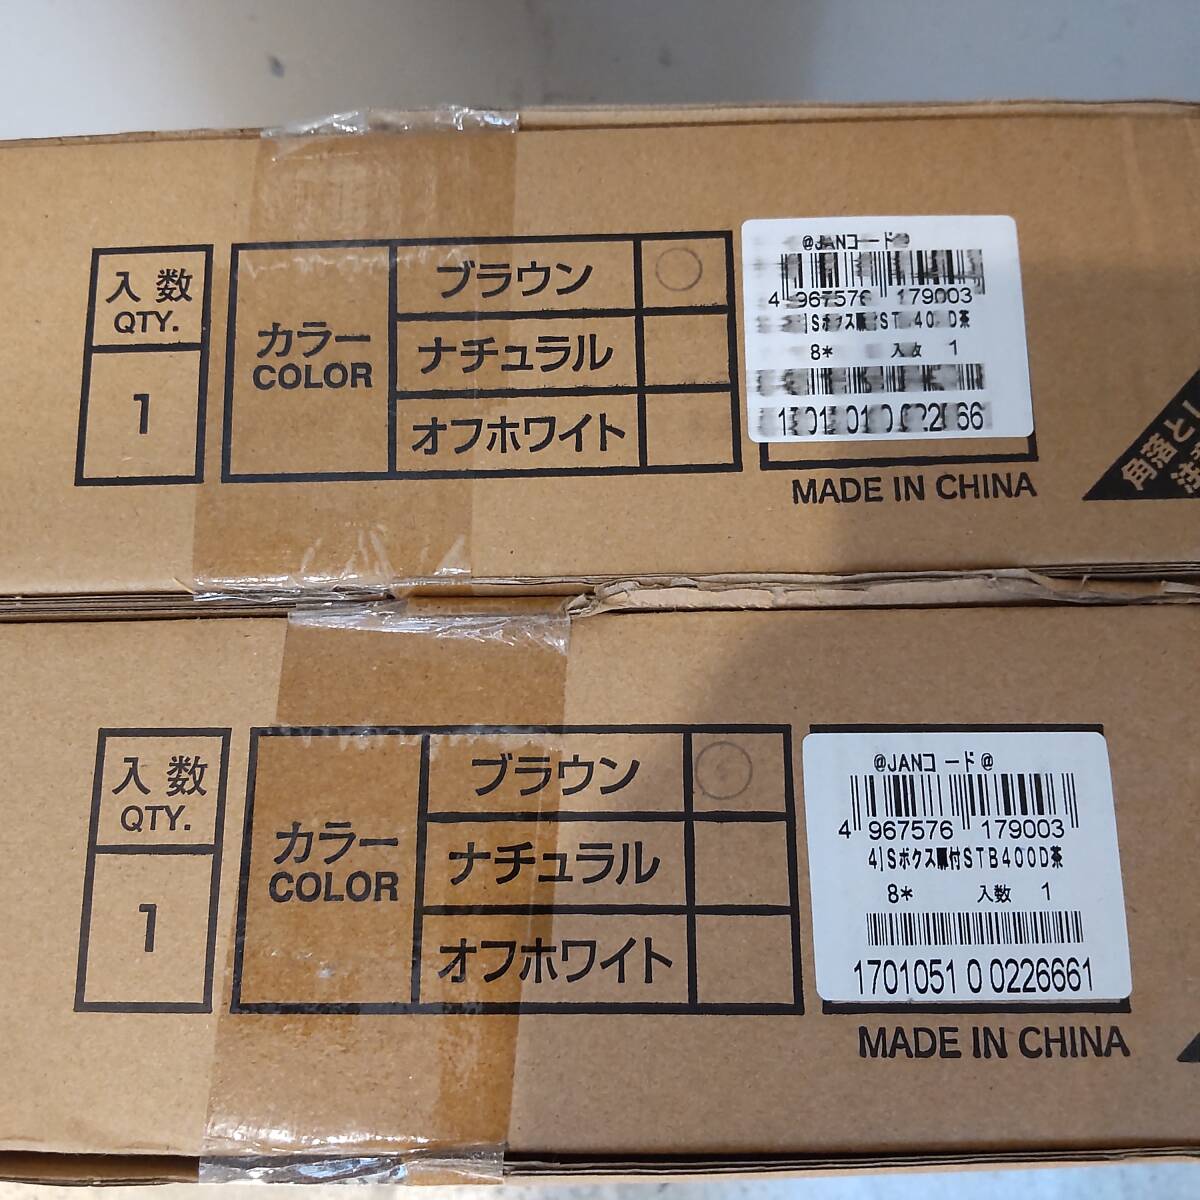 入数
QTY.
1
カラー
COLOR
ブラウン
ナチュラル
オフホワイト
@JANコード@
4 967576 179003
8* 入数 1
MADE IN CHINA
角落とし
入数
QTY.
1
カラー
COLOR
ブラウン
ナチュラル
オフホワイト
@JANコード@
4 967576 179003
4]Sボクス扉付STB400D茶
8* 入数 1
1701051 0 0226661
MADE IN CHINA